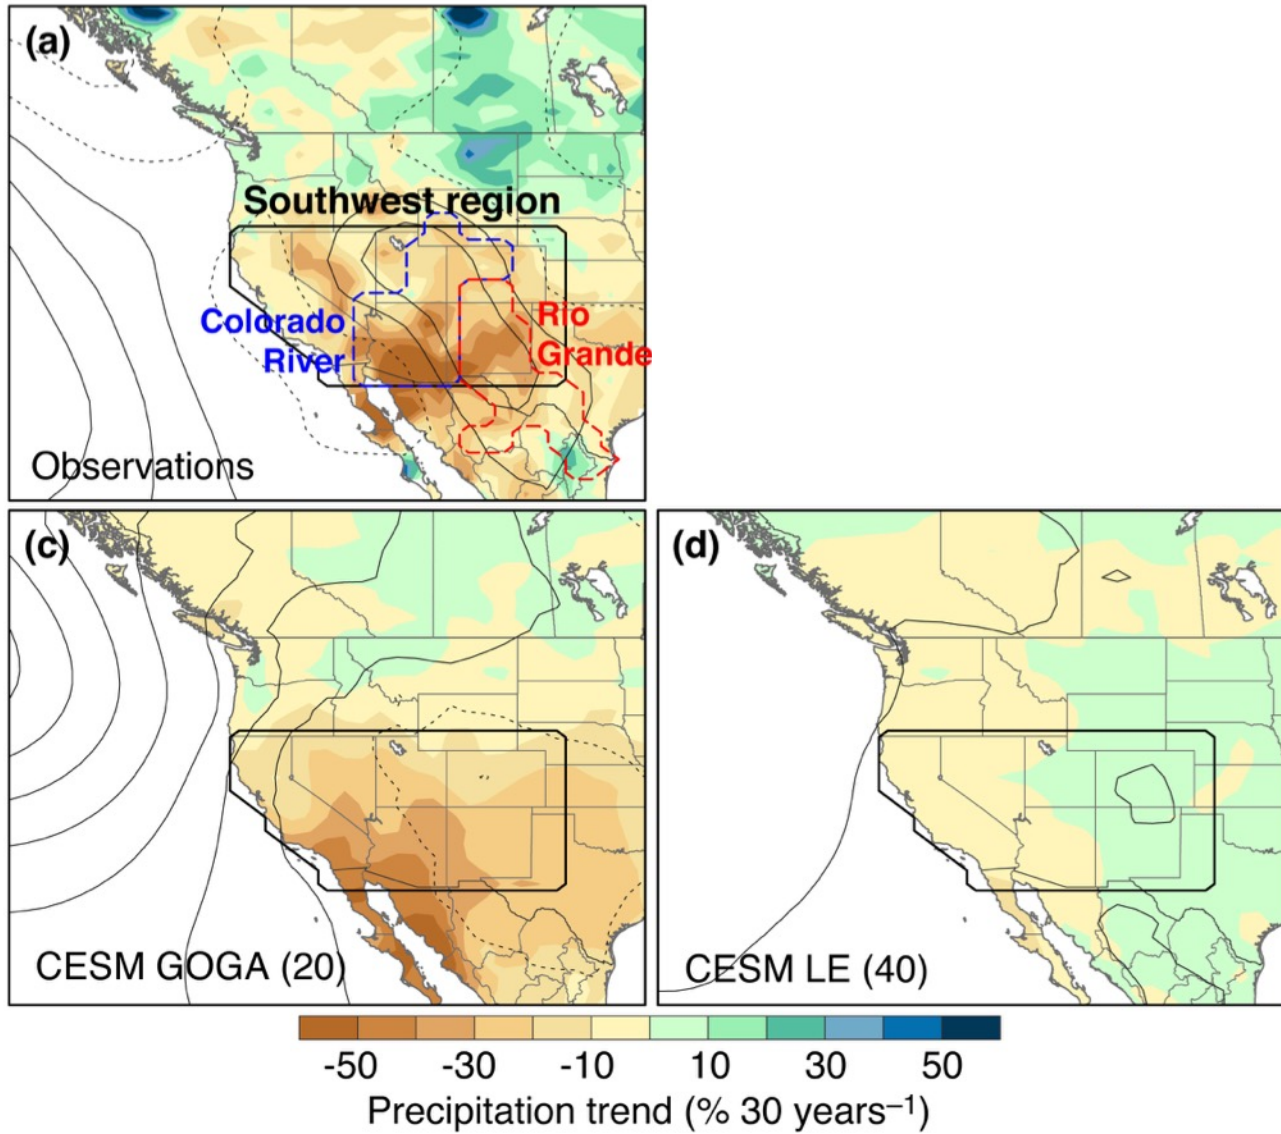 (a)
Southwest region
Colorado
River
Rio
Grande
Observations
(c)
CESM GOGA (20)
(d)
CESM LE (40)
-50 -30 -10 10 30 50
Precipitation trend (% 30 years⁻¹)